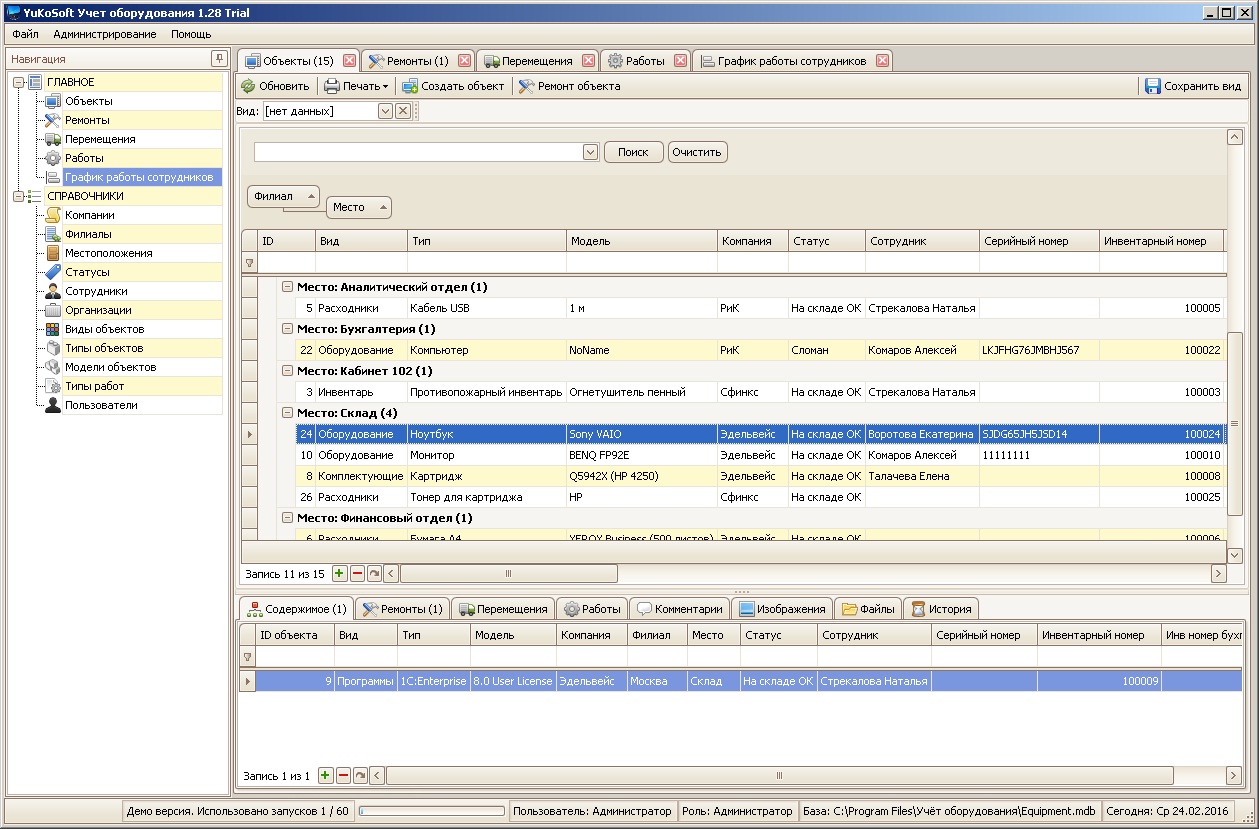 YuKoSoft Учет оборудования 1.28 Trial
Файл Администрирование Помощь
Навигация
ГЛАВНОЕ
Объекты
Ремонты
Перемещения
Работы
График работы сотрудников
СПРАВОЧНИКИ
Компании
Филиалы
Местоположения
Статусы
Сотрудники
Организации
Виды объектов
Типы объектов
Модели объектов
Типы работ
Пользователи
Объекты (15) Ремонты (1) Перемещения Работы График работы сотрудников
Обновить Печать Создать объект Ремонт объекта Сохранить вид
Вид: [нет данных]
Поиск Очистить
Филиал
Место
ID Вид Тип Модель Компания Статус Сотрудник Серийный номер Инвентарный номер
Место: Аналитический отдел (1)
5 Расходники Кабель USB 1 м РиК На складе ОК Стрекалова Наталья 100005
Место: Бухгалтерия (1)
22 Оборудование Компьютер NoName РиК Сломан Комаров Алексей LKJFHG76JMBHJ567 100022
Место: Кабинет 102 (1)
3 Инвентарь Противопожарный инвентарь Огнетушитель пенный Сфинкс На складе ОК Стрекалова Наталья 100003
Место: Склад (4)
24 Оборудование Ноутбук Sony VAIO Эдельвейс На складе ОК Воротова Екатерина SJDG65JH5JSD14 100024
10 Оборудование Монитор BENQ FP92E Эдельвейс На складе ОК Комаров Алексей 11111111 100010
8 Комплектующие Картридж Q5942X (HP 4250) Эдельвейс На складе ОК Талачева Елена 100008
26 Расходники Тонер для картриджа HP Сфинкс На складе ОК 100025
Место: Финансовый отдел (1)
6 Расходники Бумага А4 XEROX Business (500 листов) Эдельвейс На складе ОК 100006
Запись 11 из 15
Содержимое (1) Ремонты (1) Перемещения Работы Комментарии Изображения Файлы История
ID объекта Вид Тип Модель Компания Филиал Место Статус Сотрудник Серийный номер Инвентарный номер Инв номер бухг
9 Программы 1C:Enterprise 8.0 User License Эдельвейс Москва Склад На складе ОК Стрекалова Наталья 100009
Запись 1 из 1
Демо версия. Использовано запусков 1 / 60 Пользователь: Администратор Роль: Администратор База: C:\Program Files\Учёт оборудования\Equipment.mdb Сегодня: Ср 24.02.2016